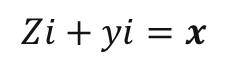 Zi + yi = x